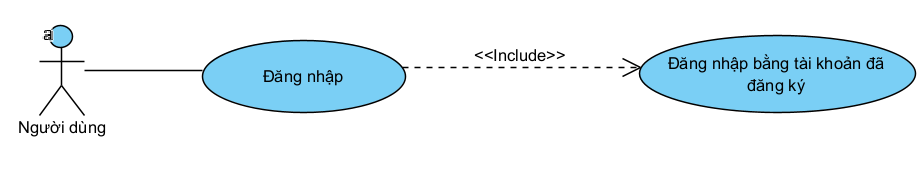 a
<<Include>>
Đăng nhập
Đăng nhập bằng tài khoản đã
đăng ký
Người dùng